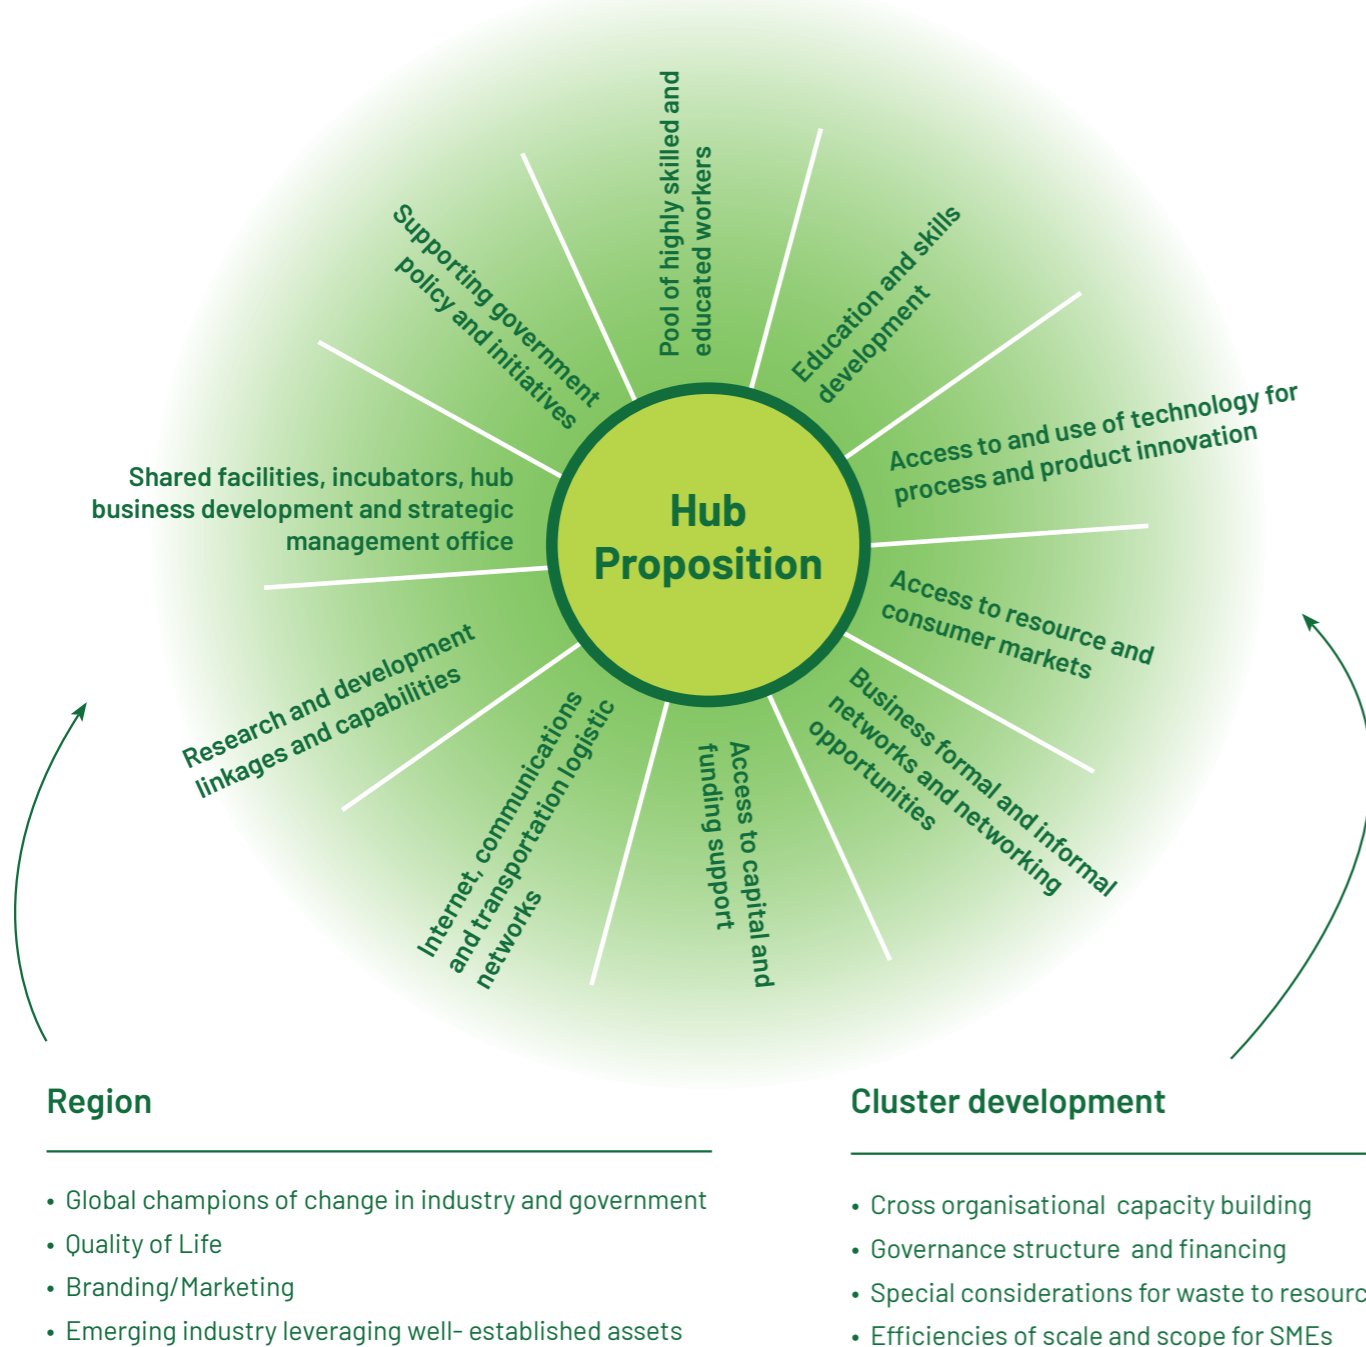 Pool of highly skilled and
educated workers
Education and skills
development
Access to and use of technology for
process and product innovation
Access to resource and
consumer markets
Business formal and informal
networks and networking
opportunities
Access to capital and
funding support
Internet, communications
and transportation logistic
networks
Research and development
linkages and capabilities
Shared facilities, incubators, hub
business development and strategic
management office
Supporting government
policy and initiatives
Hub
Proposition
Region
• Global champions of change in industry and government
• Quality of Life
• Branding/Marketing
• Emerging industry leveraging well- established assets
Cluster development
• Cross organisational capacity building
• Governance structure and financing
• Special considerations for waste to
• Efficiencies of scale and scope for SMEs